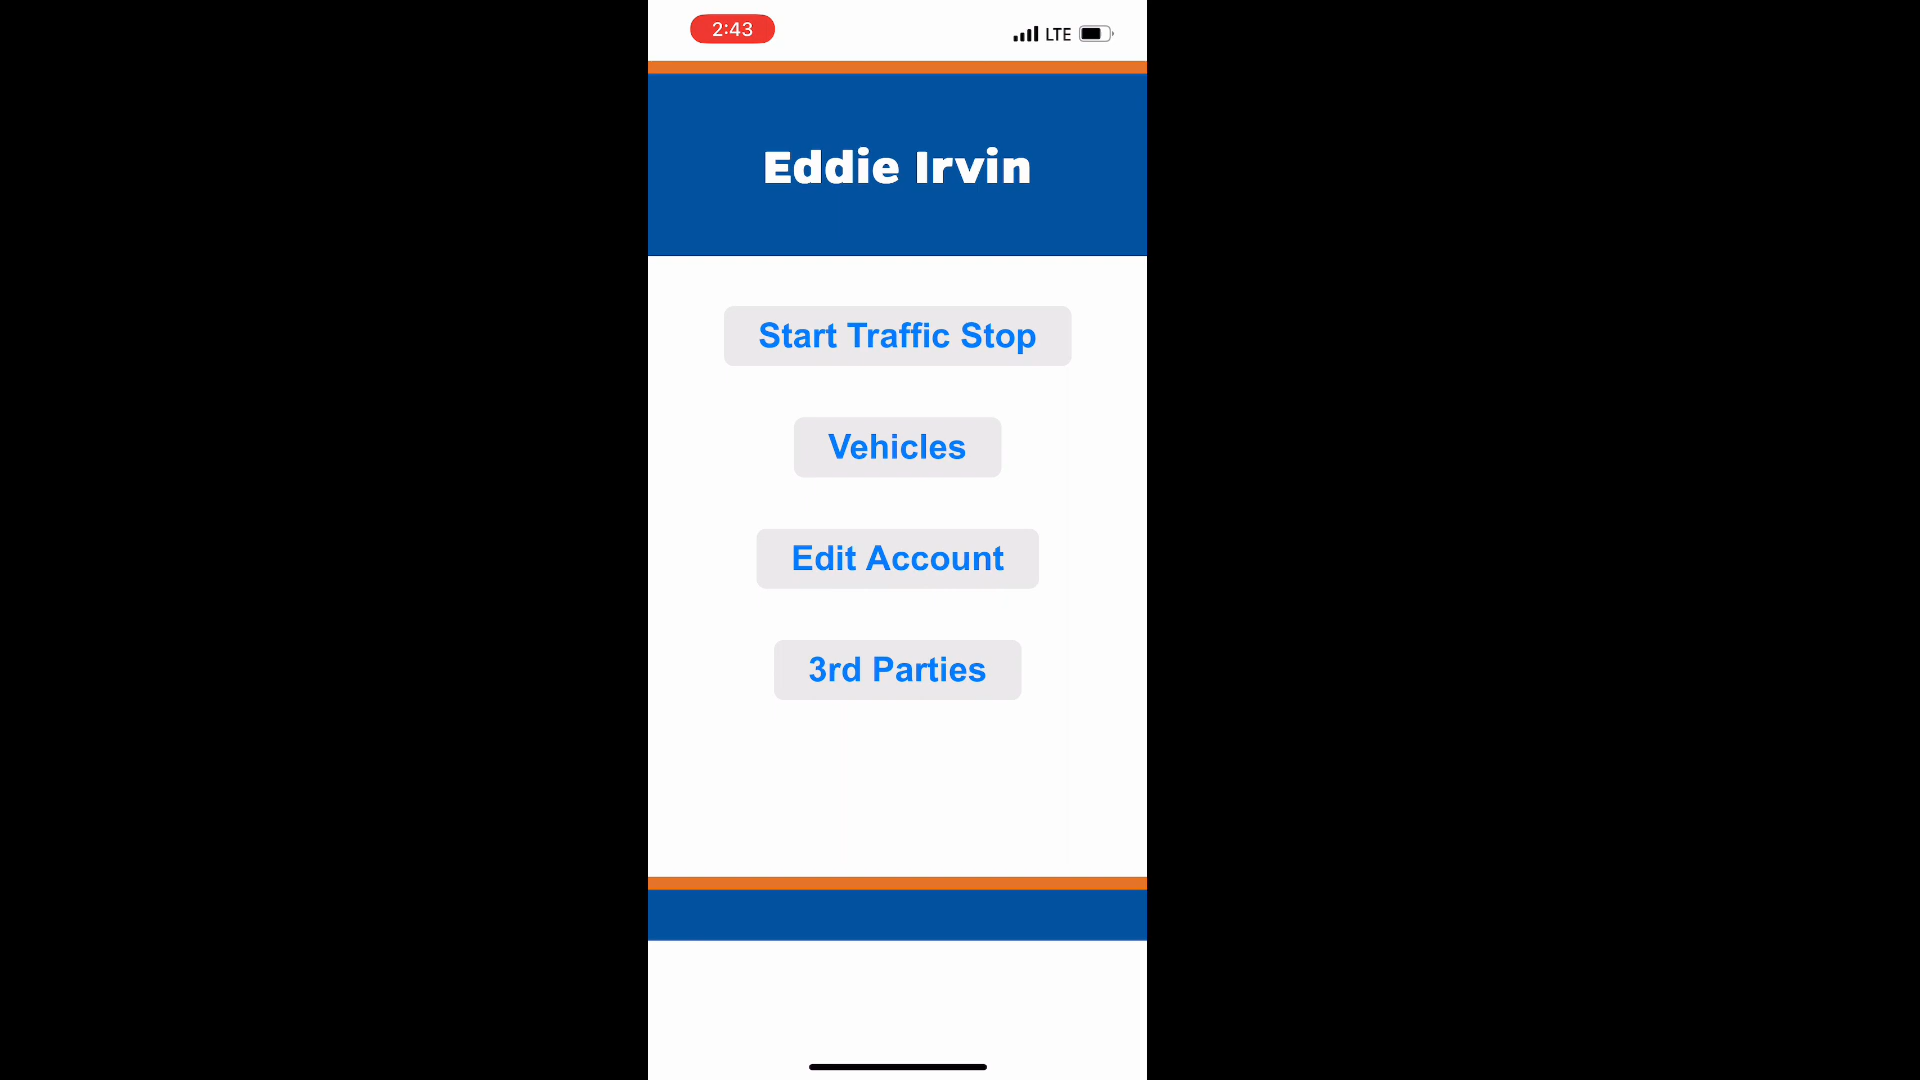 2:43
LTE
Eddie Irvin
Start Traffic Stop
Vehicles
Edit Account
3rd Parties